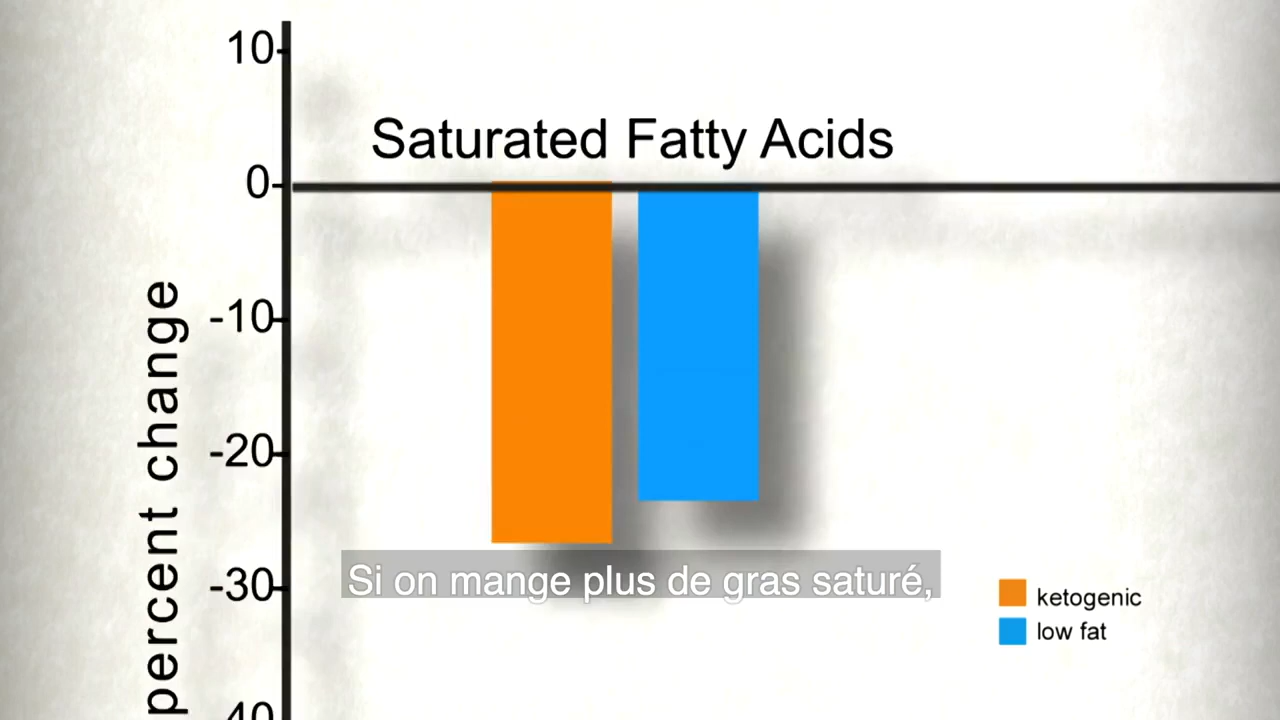 10
Saturated Fatty Acids
0
-10
percent change
-20
Si on mange plus de gras saturé,
-30
ketogenic
low fat
40